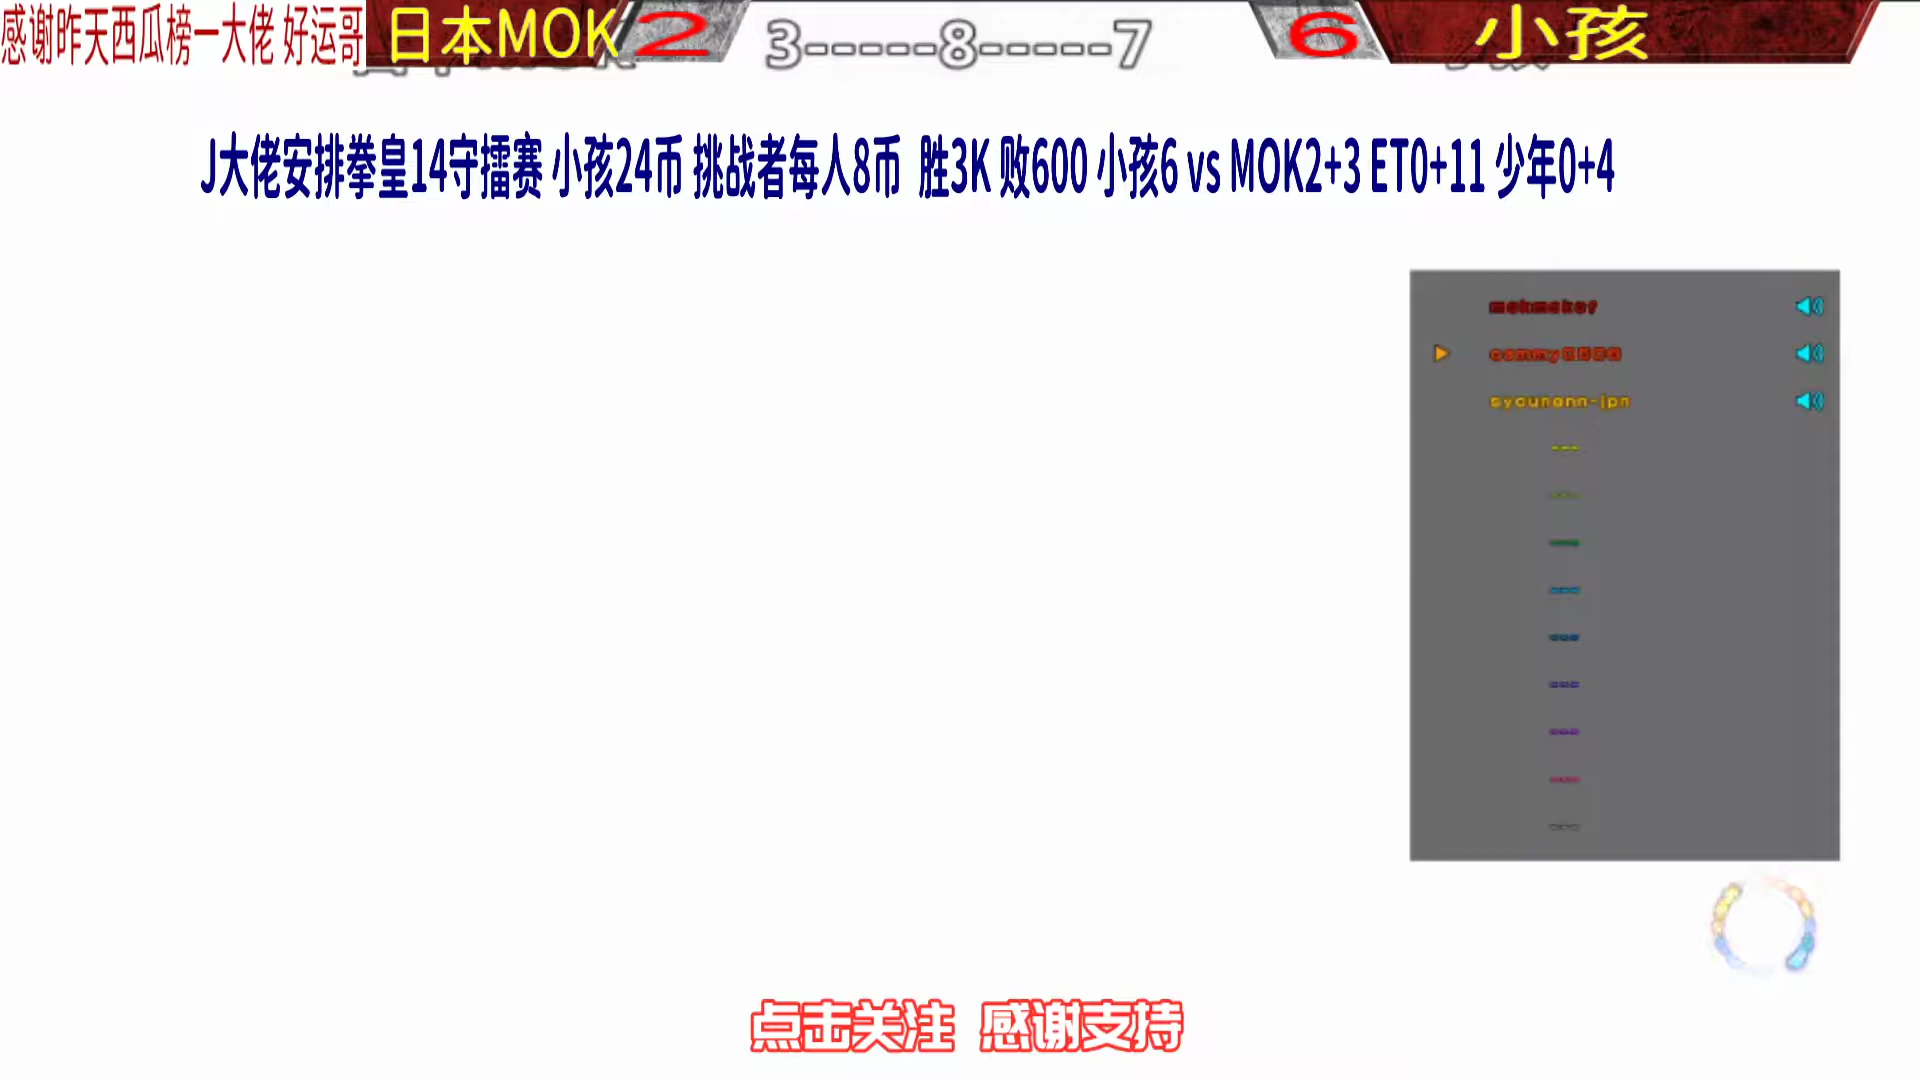 感谢昨天西瓜榜一大佬 好运哥 日本MOK 2 3-----8-----7 6 小孩
J大佬安排拳皇14守擂赛 小孩24币 挑战者每人8币 胜3K 败600 小孩6 vs MOK2+3 ET0+11 少年0+4
syounann-jpn
---
---
---
---
---
---
---
---
---
点击关注 感谢支持